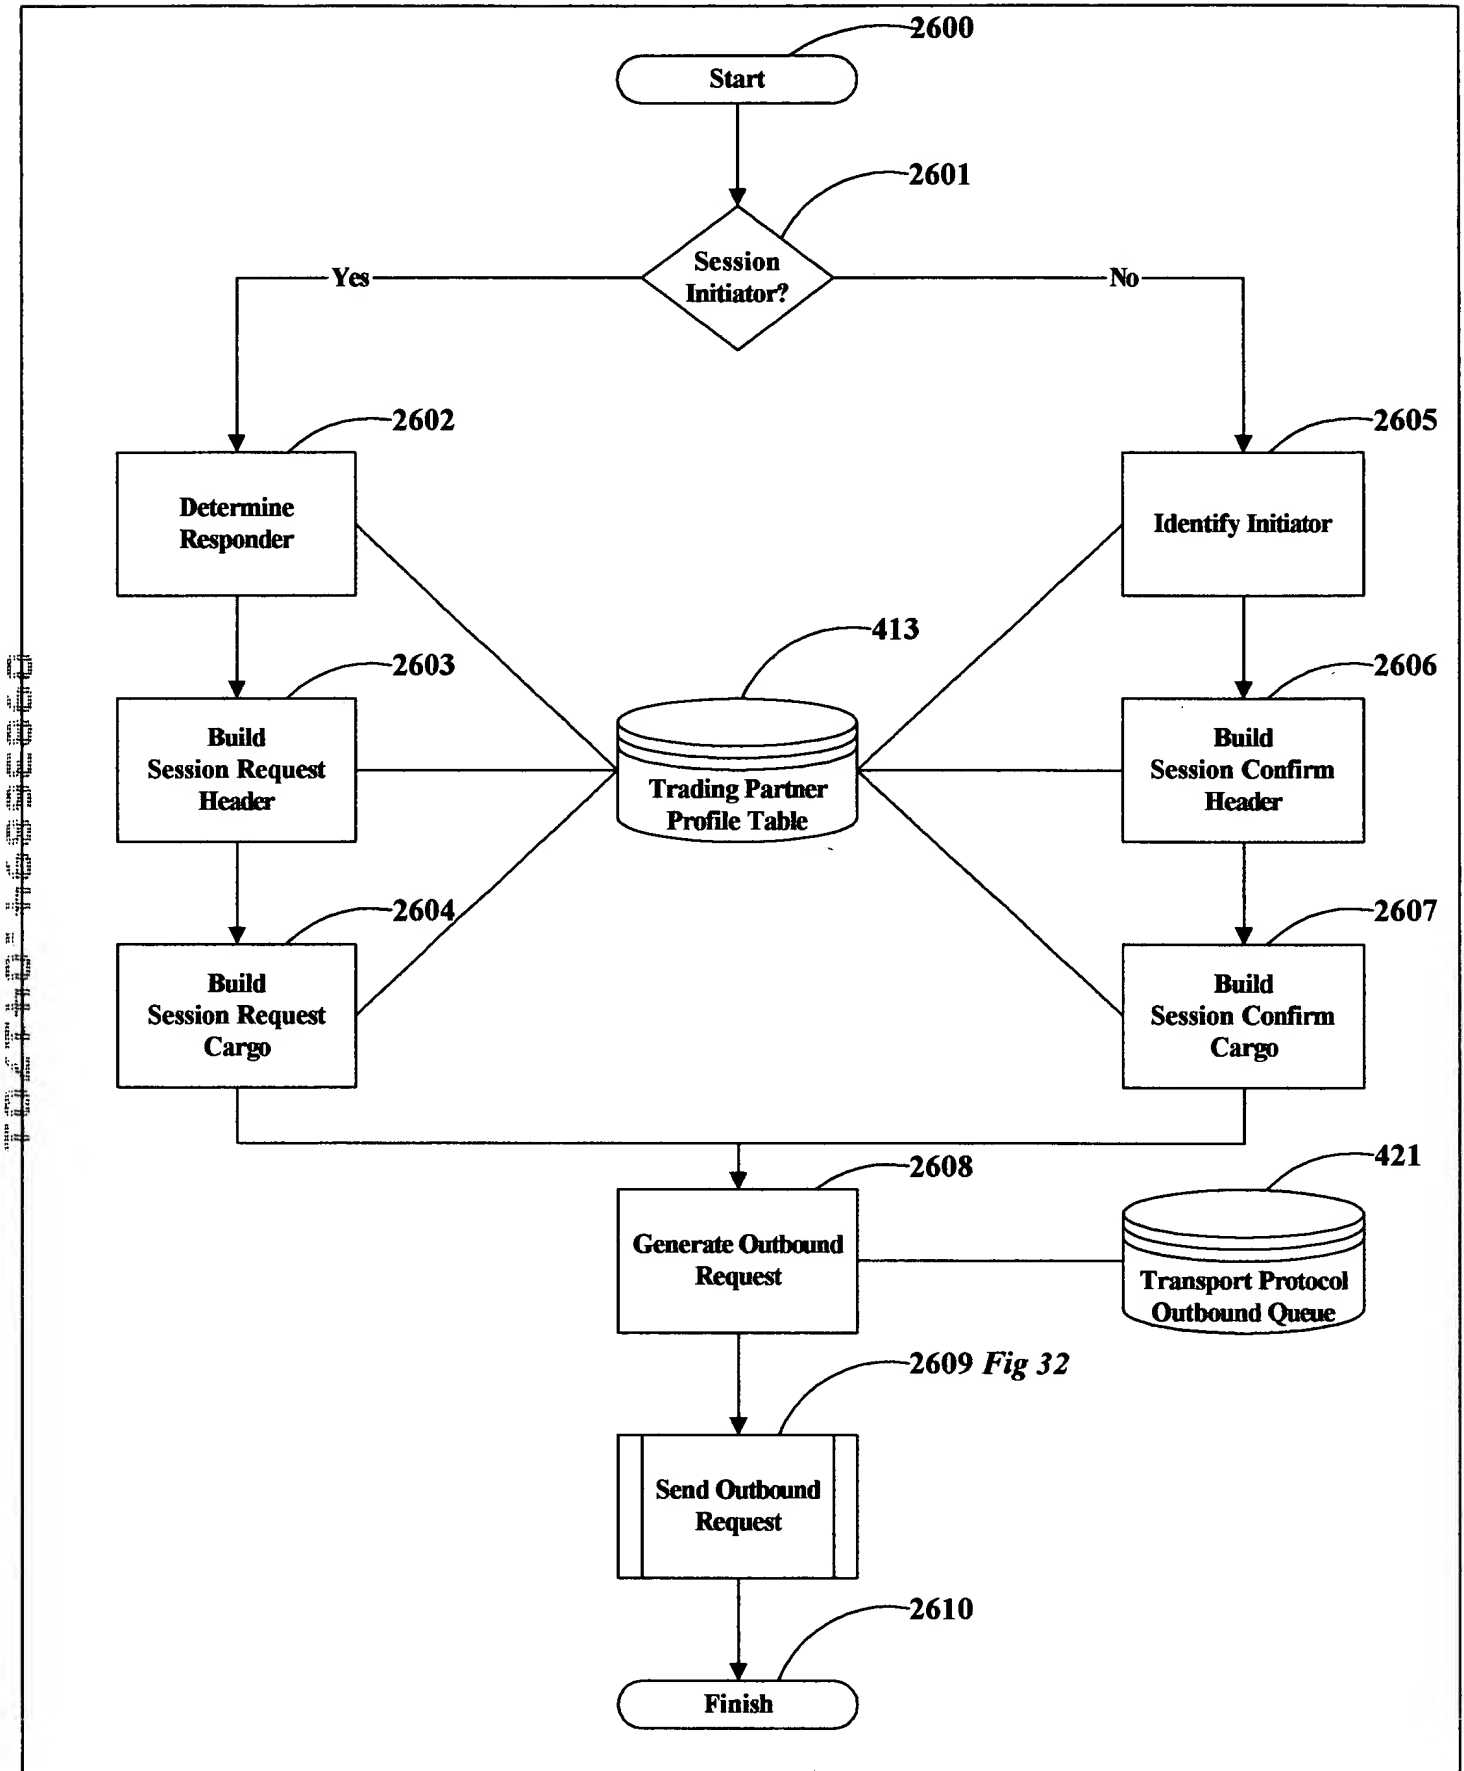 2600
Start
2601
Session
Initiator?
Yes
No
2602
2605
Determine
Responder
Identify Initiator
413
2603
2606
Build
Session Request
Header
Trading Partner
Profile Table
Build
Session Confirm
Header
2604
2607
Build
Session Request
Cargo
Build
Session Confirm
Cargo
2608
421
Generate Outbound
Request
Transport Protocol
Outbound Queue
2609 Fig 32
Send Outbound
Request
2610
Finish